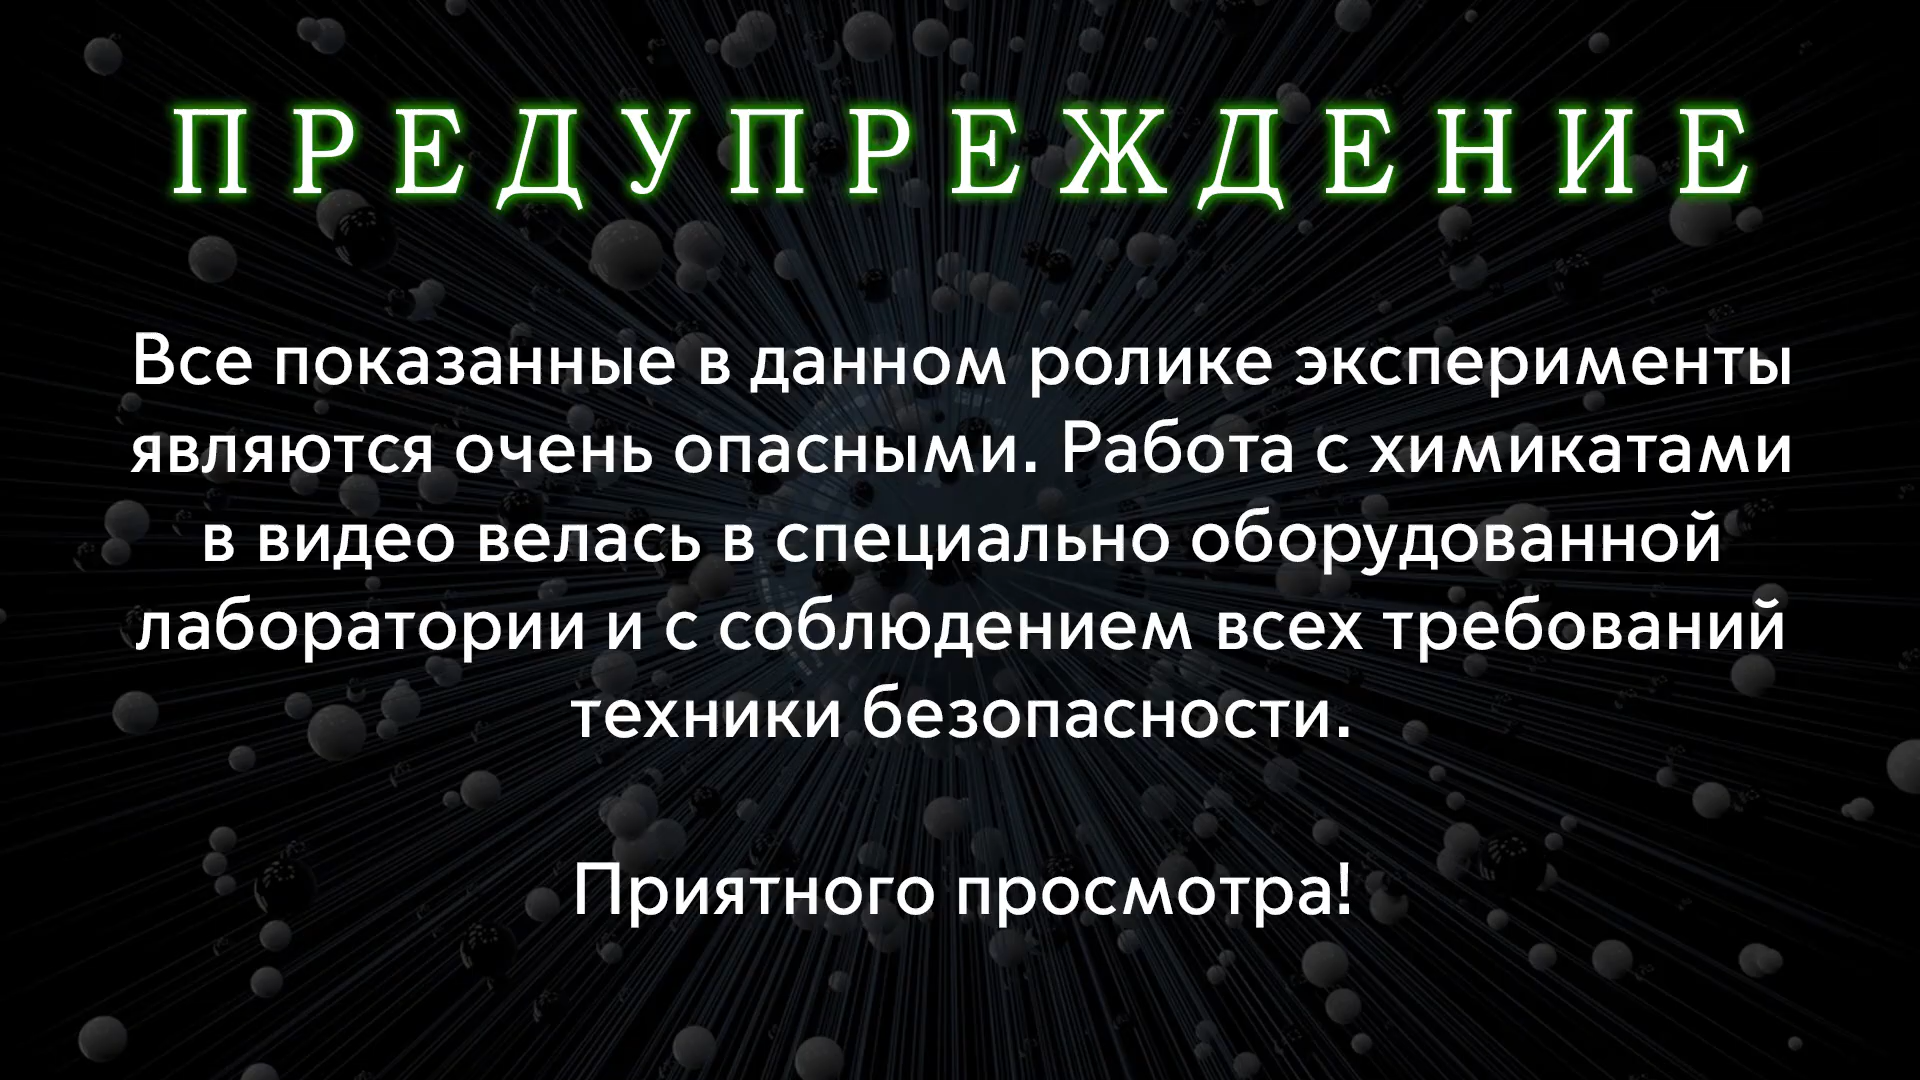 ПРЕДУПРЕЖДЕНИЕ
Все показанные в данном ролике эксперименты
являются очень опасными. Работа с химикатами
в видео велась в специально оборудованной
лаборатории и с соблюдением всех требований
техники безопасности.
Приятного просмотра!